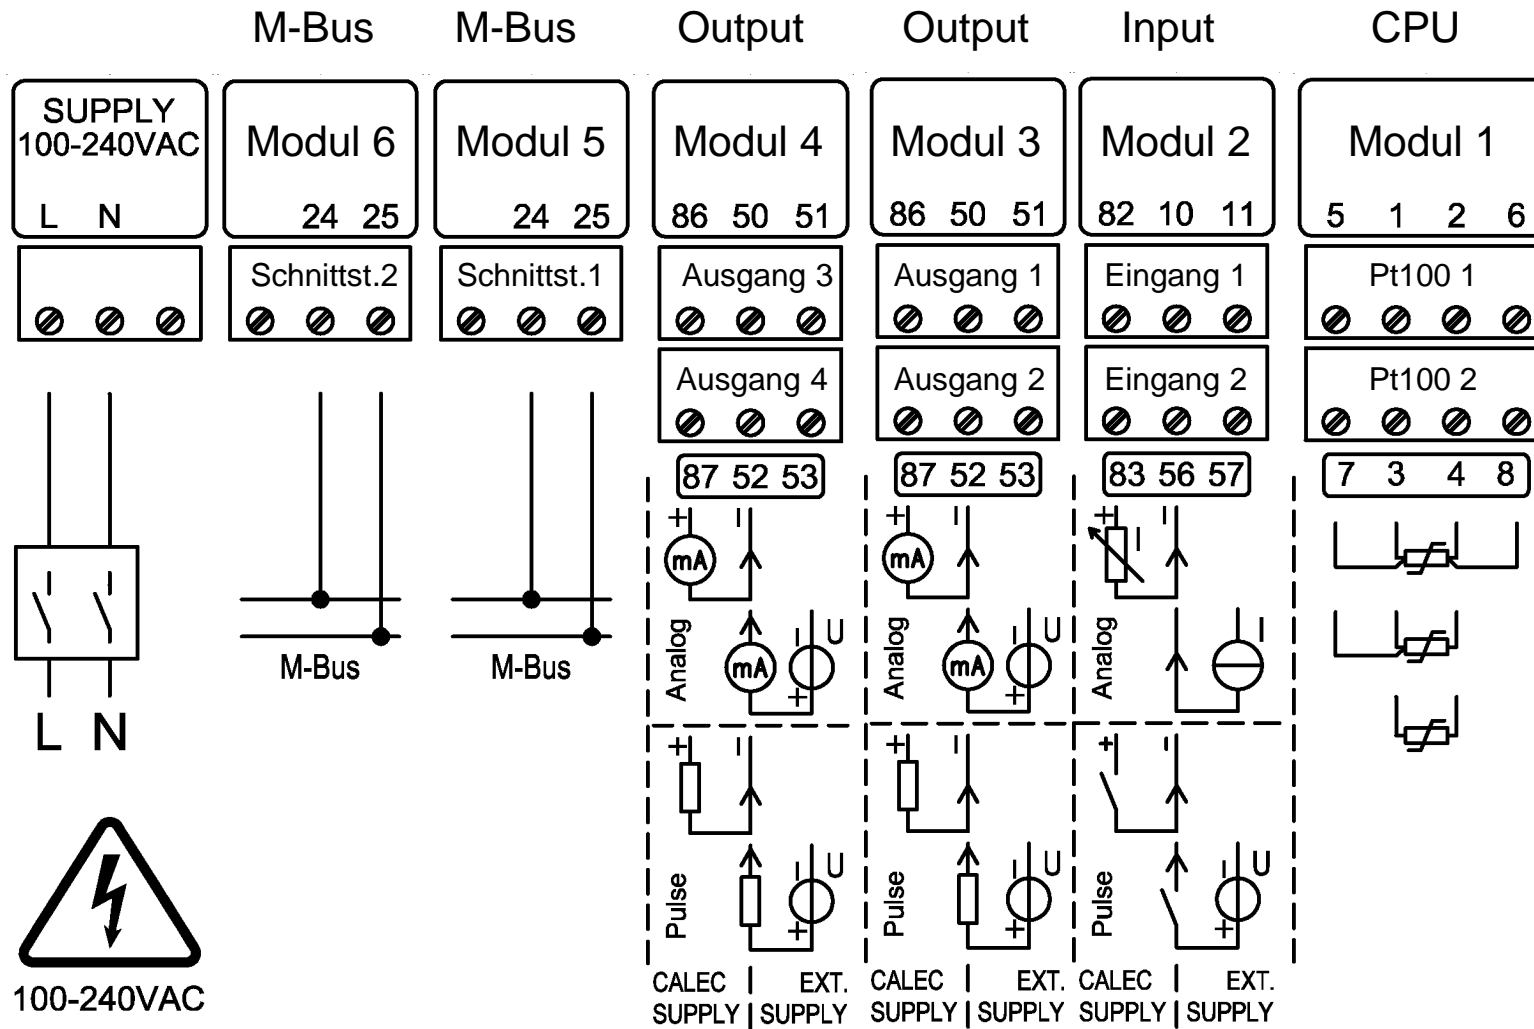 M-Bus M-Bus Output Output Input CPU
SUPPLY
100-240VAC
L N
Modul 6
24 25
Modul 5
24 25
Modul 4
86 50 51
Modul 3
86 50 51
Modul 2
82 10 11
Modul 1
5 1 2 6
Schnittst.2
Schnittst.1
Ausgang 3
Ausgang 1
Eingang 1
Pt100 1
Ausgang 4
Ausgang 2
Eingang 2
Pt100 2
87 52 53
87 52 53
83 56 57
7 3 4 8
+ −
mA
+ −
mA
+ −
I
Analog
mA
− U
+
Analog
mA
− U
+
Analog
I
M-Bus
M-Bus
L N
+ −
+ −
+ −
Pulse
− U
+
Pulse
− U
+
Pulse
− U
+
100-240VAC
CALEC
SUPPLY
EXT.
SUPPLY
CALEC
SUPPLY
EXT.
SUPPLY
CALEC
SUPPLY
EXT.
SUPPLY